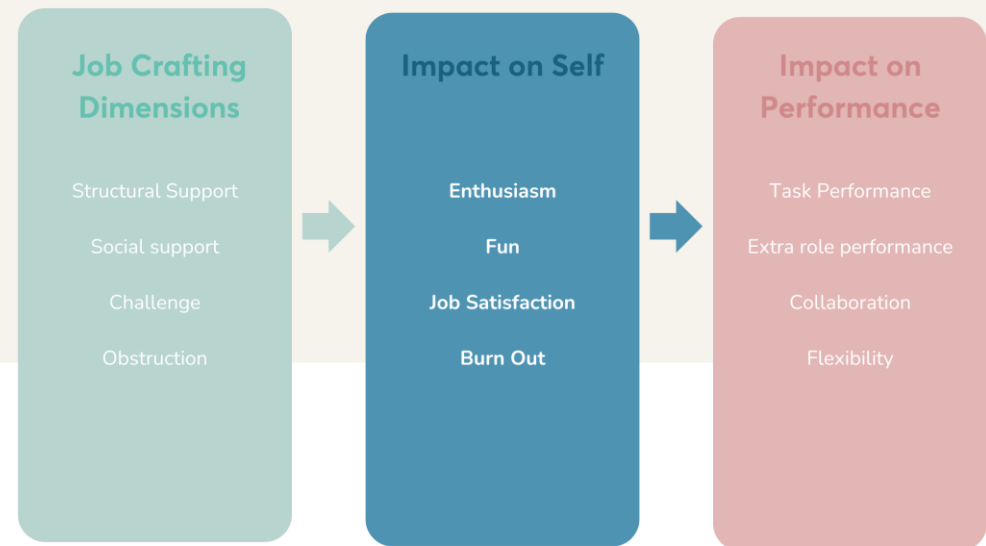 Job Crafting
Dimensions
Structural Support
Social support
Challenge
Obstruction
Impact on Self
Enthusiasm
Fun
Job Satisfaction
Burn Out
Impact on
Performance
Task Performance
Extra role performance
Collaboration
Flexibility